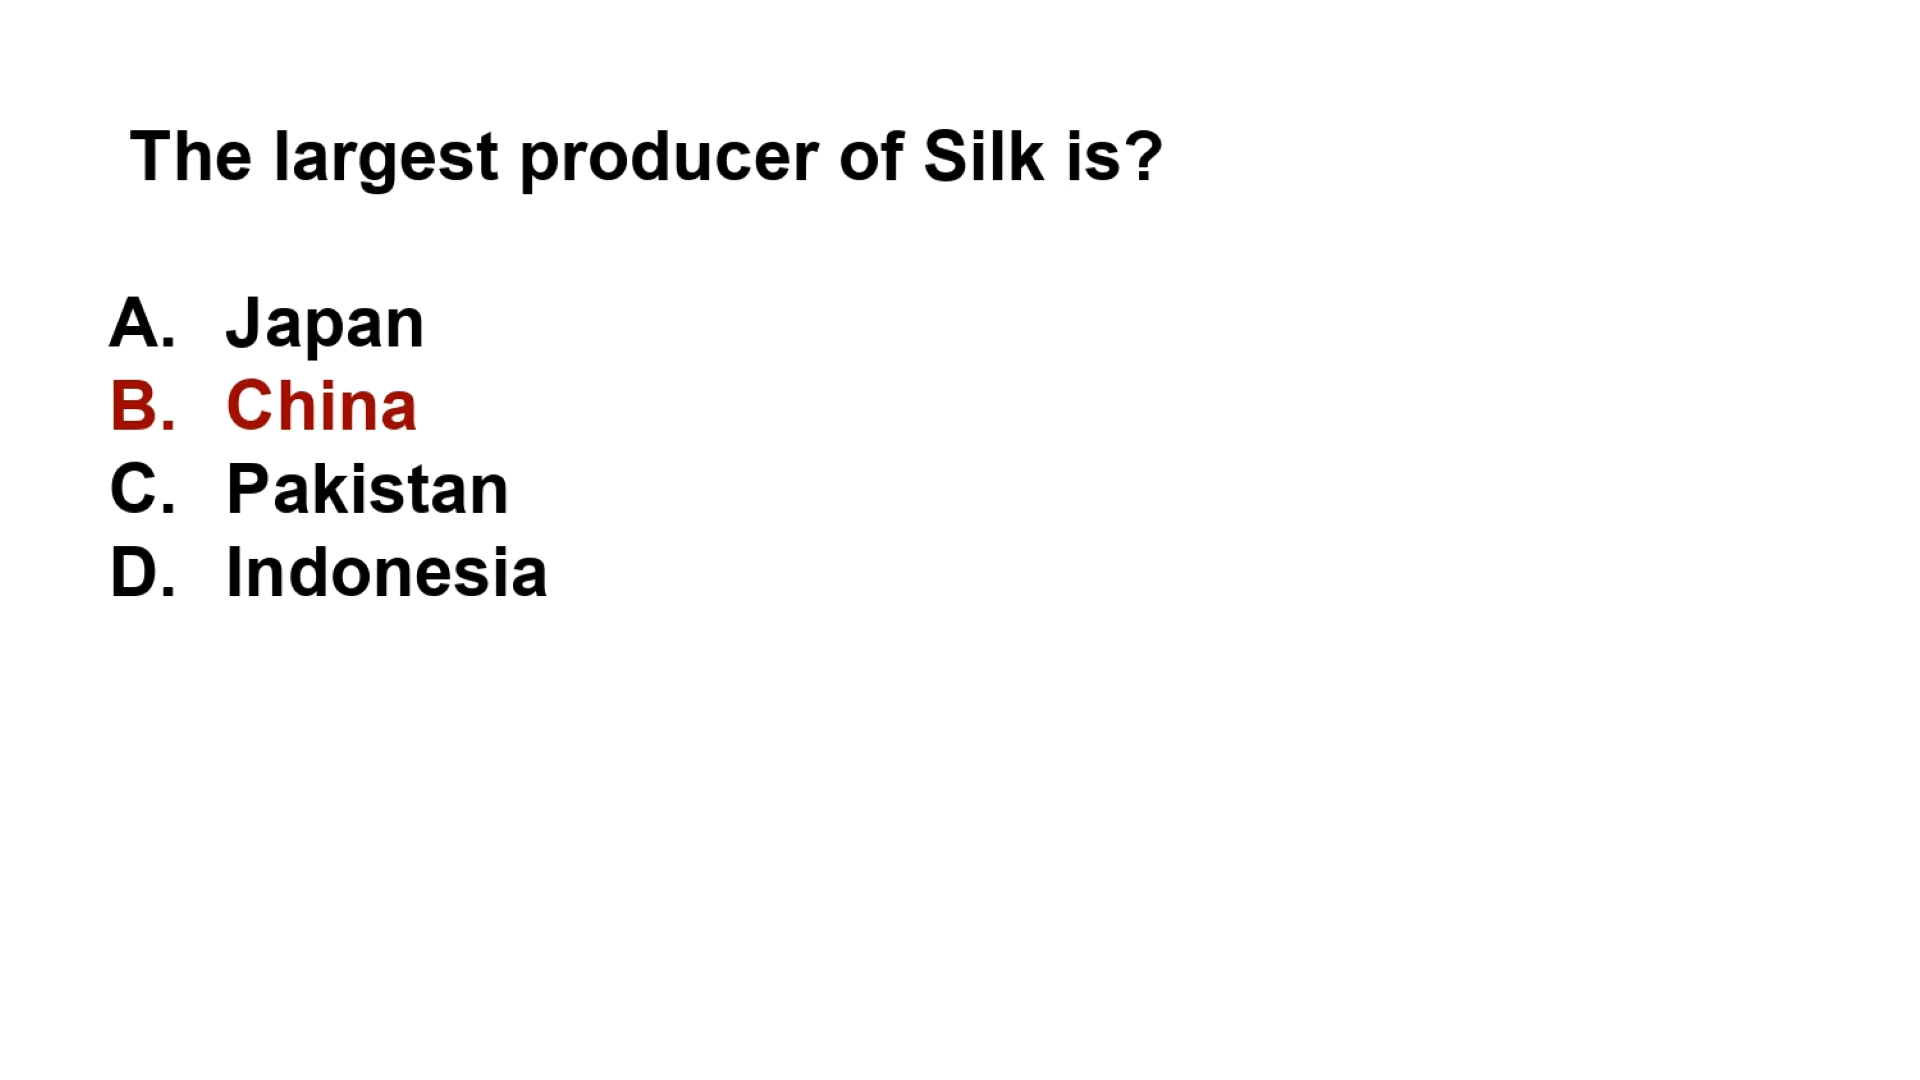 The largest producer of Silk is?
A. Japan
B. China
C. Pakistan
D. Indonesia